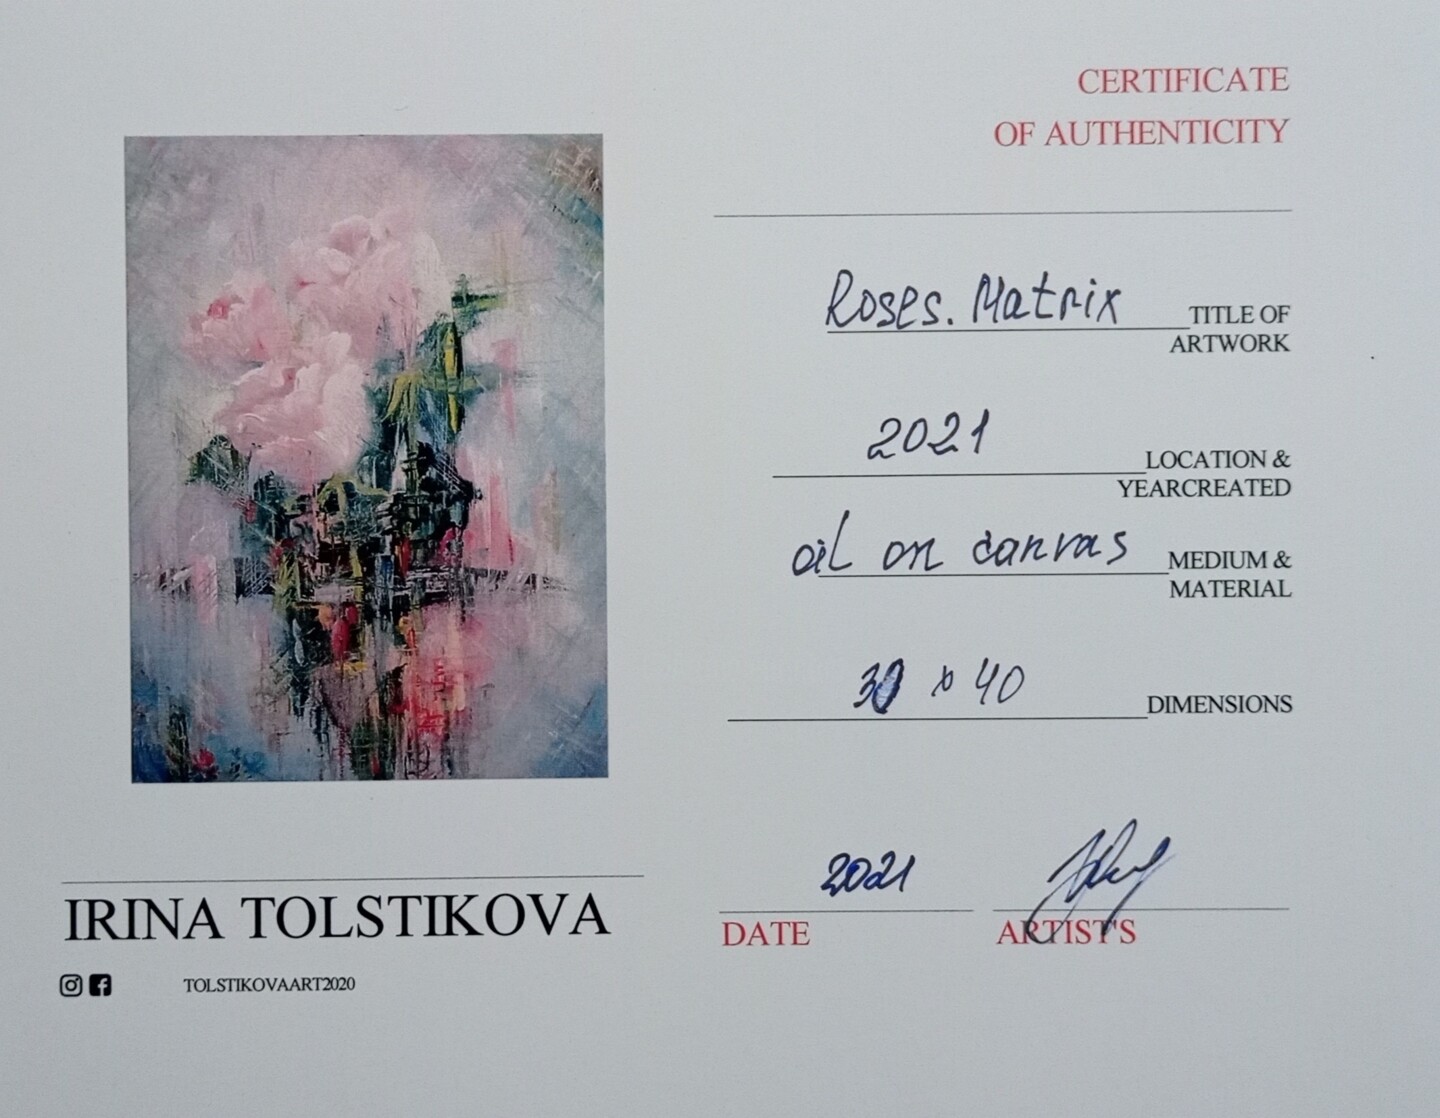 CERTIFICATE
OF AUTHENTICITY
Roses. Matrix TITLE OF
ARTWORK
2021 LOCATION &
YEARCREATED
oil on canvas MEDIUM &
MATERIAL
30 x 40 DIMENSIONS
2021
DATE ARTIST'S
IRINA TOLSTIKOVA
TOLSTIKOVAART2020